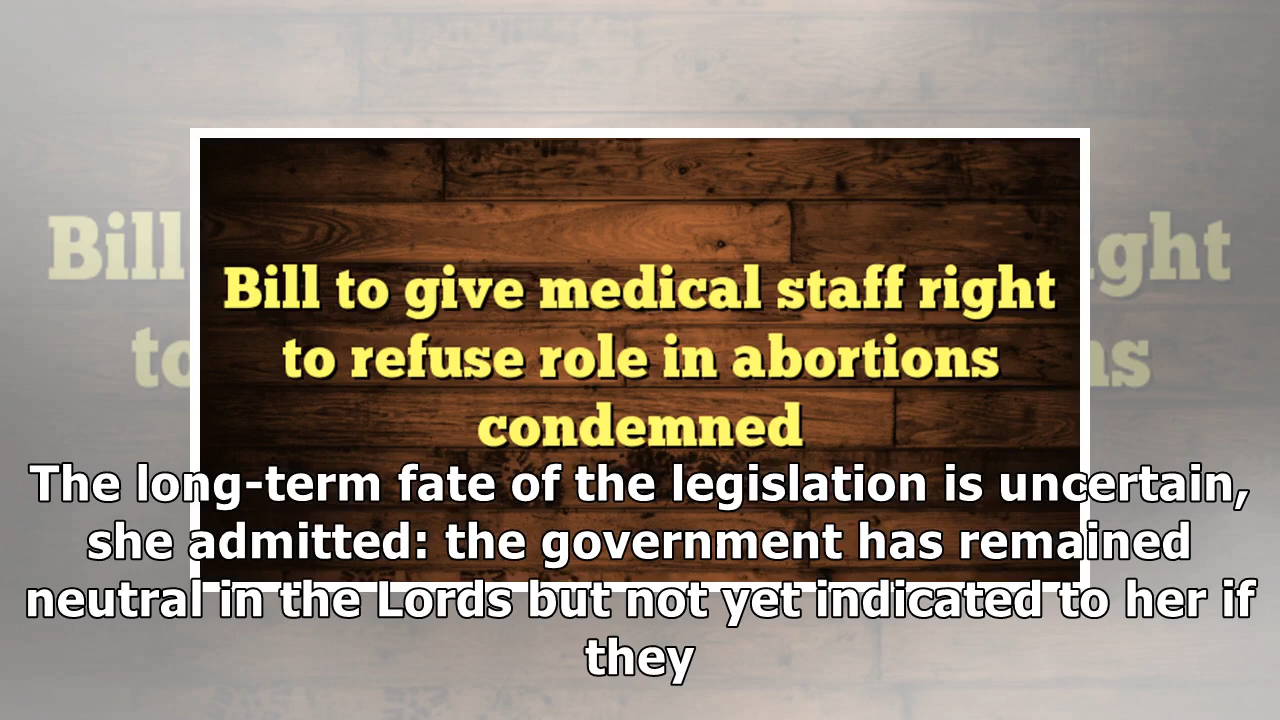 Bill to give medical staff right
to refuse role in abortions
condemned
The long-term fate of the legislation is uncertain,
she admitted: the government has remained
neutral in the Lords but not yet indicated to her if
they